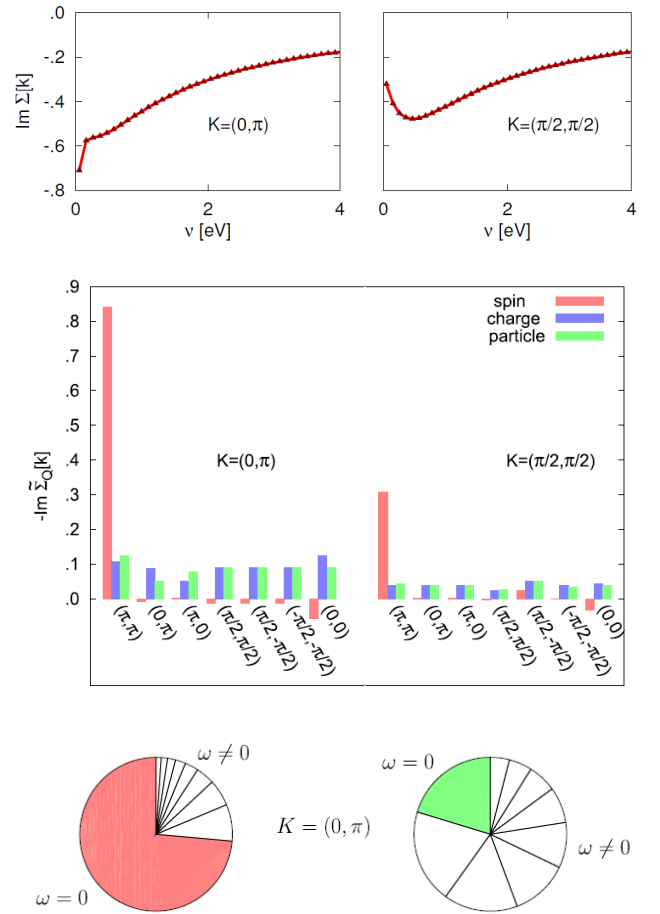 .0
-.2
-.4
-.6
-.8
Im Σ[k]
K=(0,π)
K=(π/2,π/2)
0 2 4 0 2 4
ν [eV] ν [eV]
.9
.8
.7
.6
.5
.4
.3
.2
.1
.0
-Im Σ̃Q[k]
spin
charge
particle
K=(0,π) K=(π/2,π/2)
(π,π) (0,π) (π,0) (π/2,π/2) (π/2,-π/2) (-π/2,-π/2) (0,0) (π,π) (0,π) (π,0) (π/2,π/2) (π/2,-π/2) (-π/2,-π/2) (0,0)
ω ≠ 0
ω = 0
K = (0, π)
ω = 0
ω ≠ 0